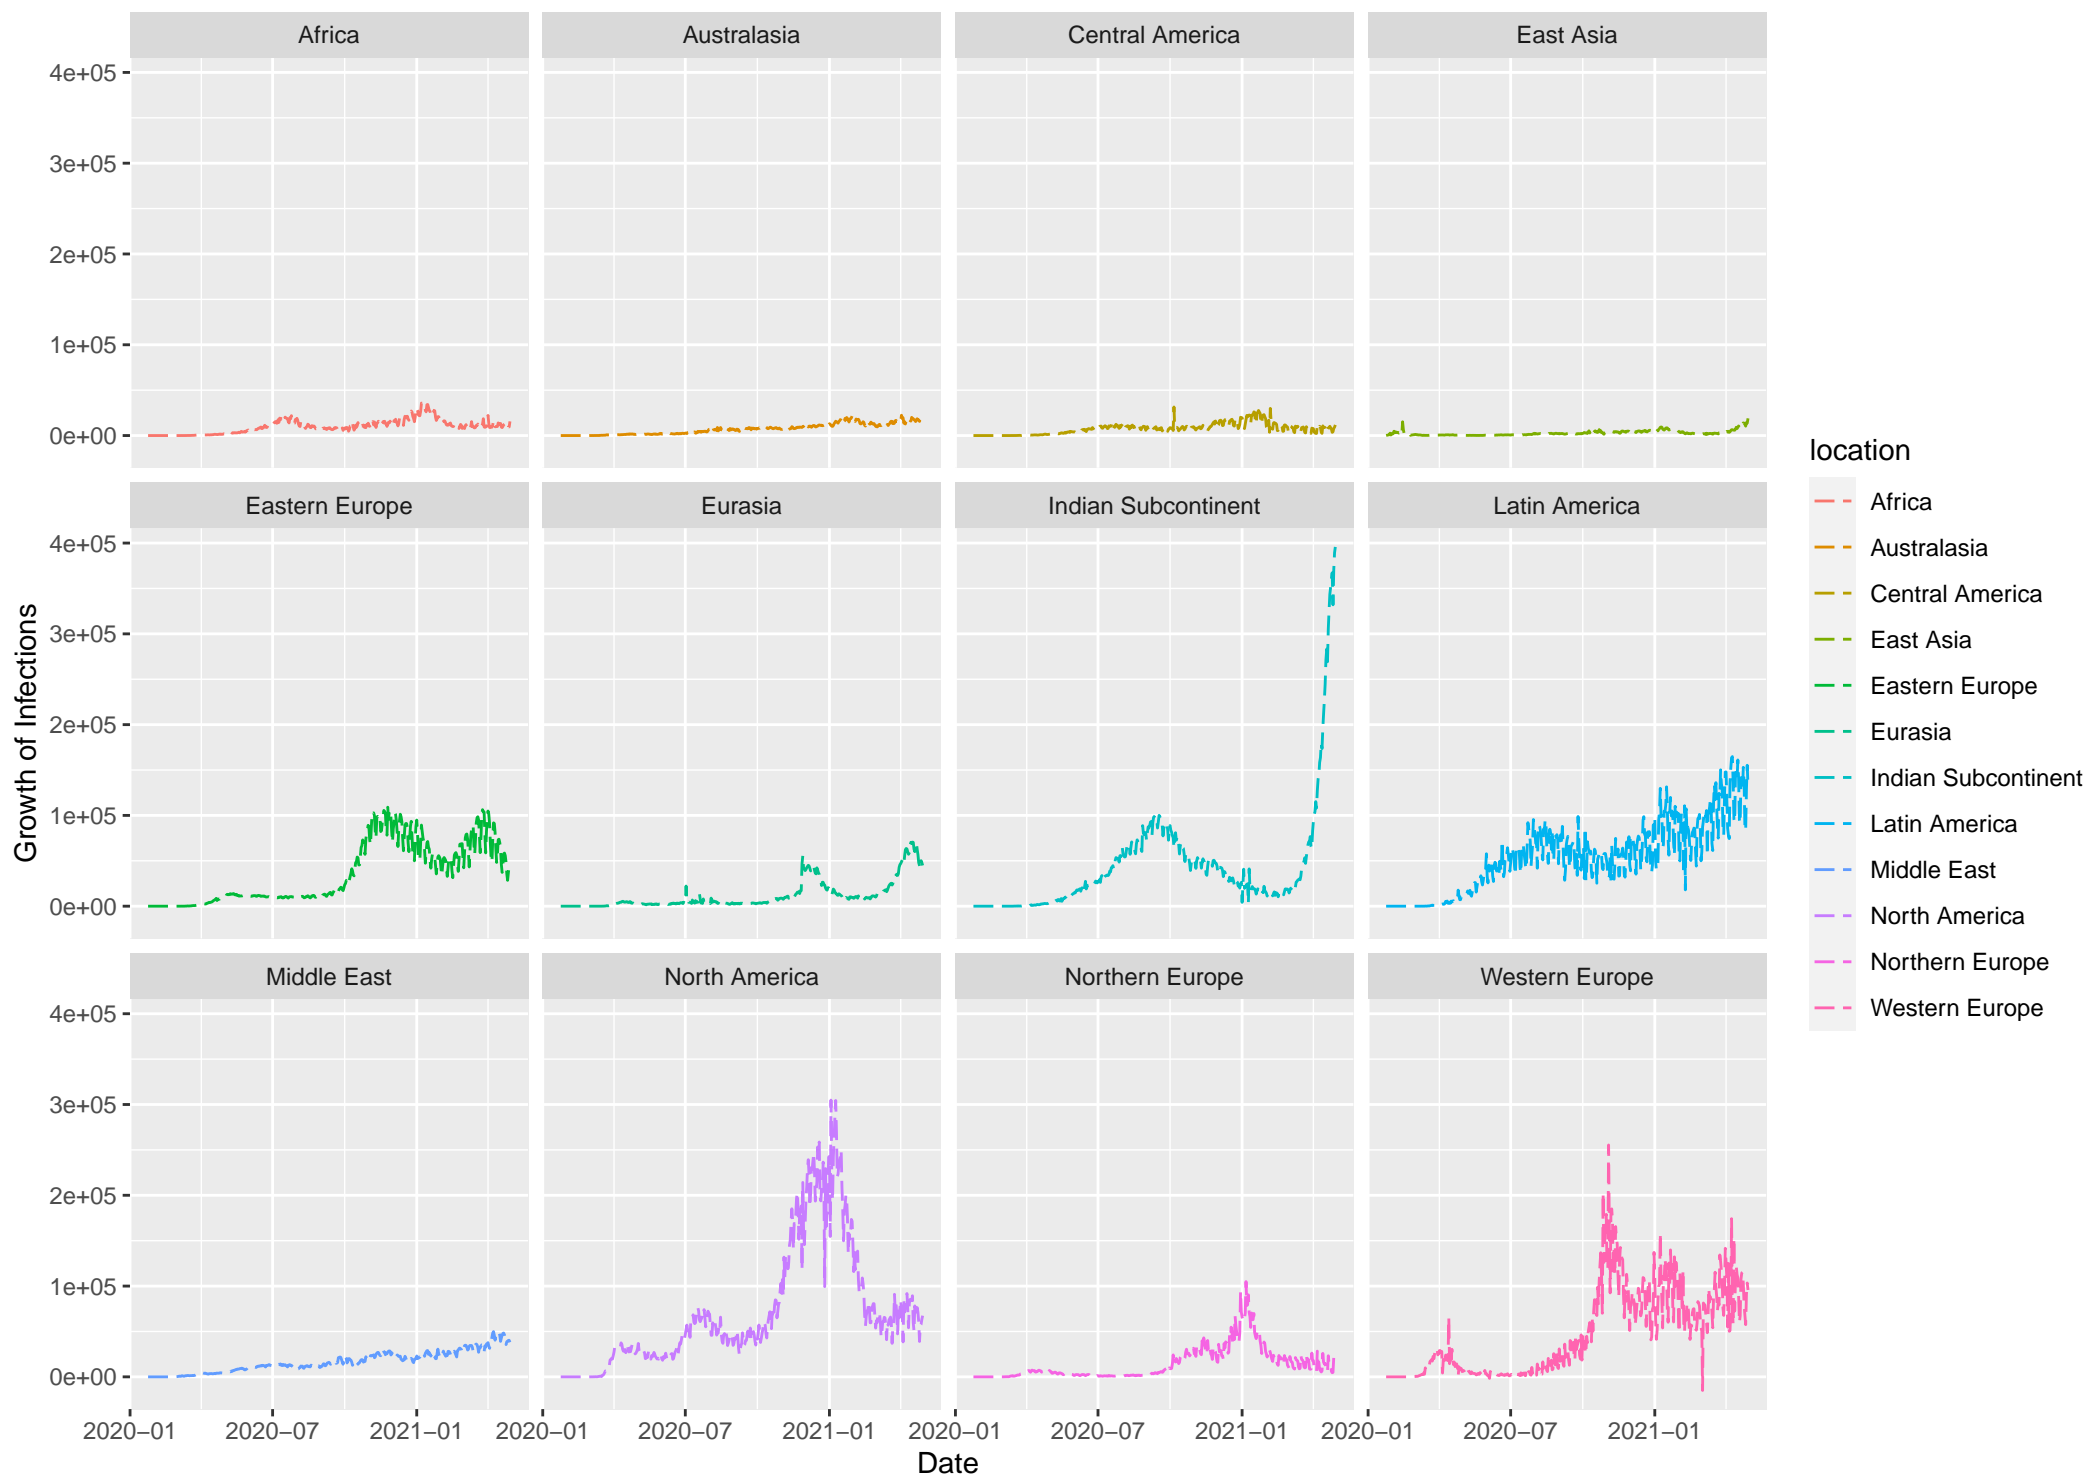 Africa
Australasia
Central America
East Asia
4e+05
3e+05
2e+05
1e+05
0e+00
Eastern Europe
Eurasia
Indian Subcontinent
Latin America
4e+05
3e+05
2e+05
1e+05
0e+00
Middle East
North America
Northern Europe
Western Europe
4e+05
3e+05
2e+05
1e+05
0e+00
2020−01
2020−07
2021−01
2020−01
2020−07
2021−01
2020−01
2020−07
2021−01
2020−01
2020−07
2021−01
Date
Growth of Infections
location
Africa
Australasia
Central America
East Asia
Eastern Europe
Eurasia
Indian Subcontinent
Latin America
Middle East
North America
Northern Europe
Western Europe